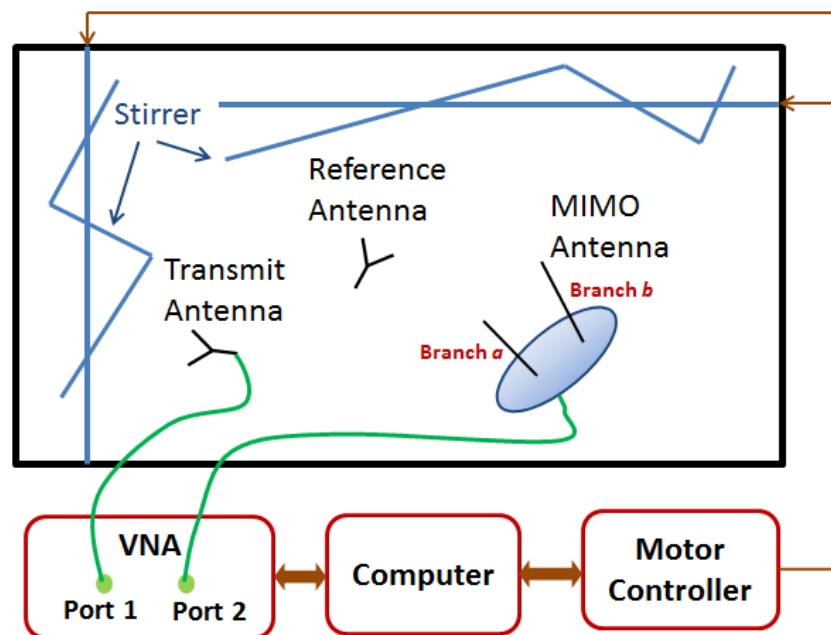 Stirrer
Reference
Antenna
MIMO
Antenna
Transmit
Antenna
Branch b
Branch a
VNA
Port 1
Port 2
Computer
Motor
Controller